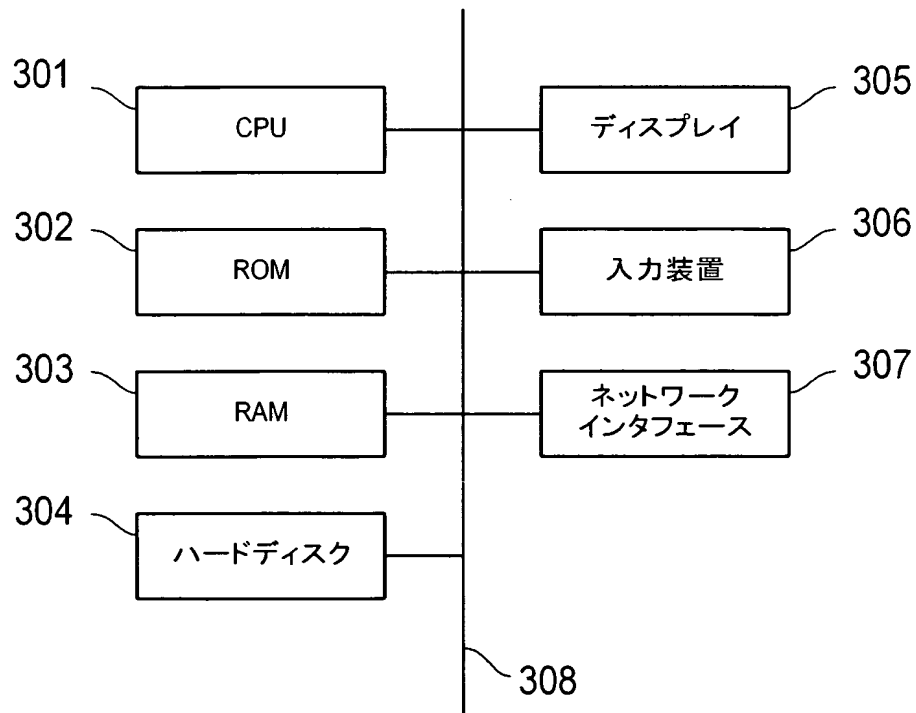 301
CPU
305
ディスプレイ
302
ROM
306
入力装置
303
RAM
307
ネットワーク
インタフェース
304
ハードディスク
308